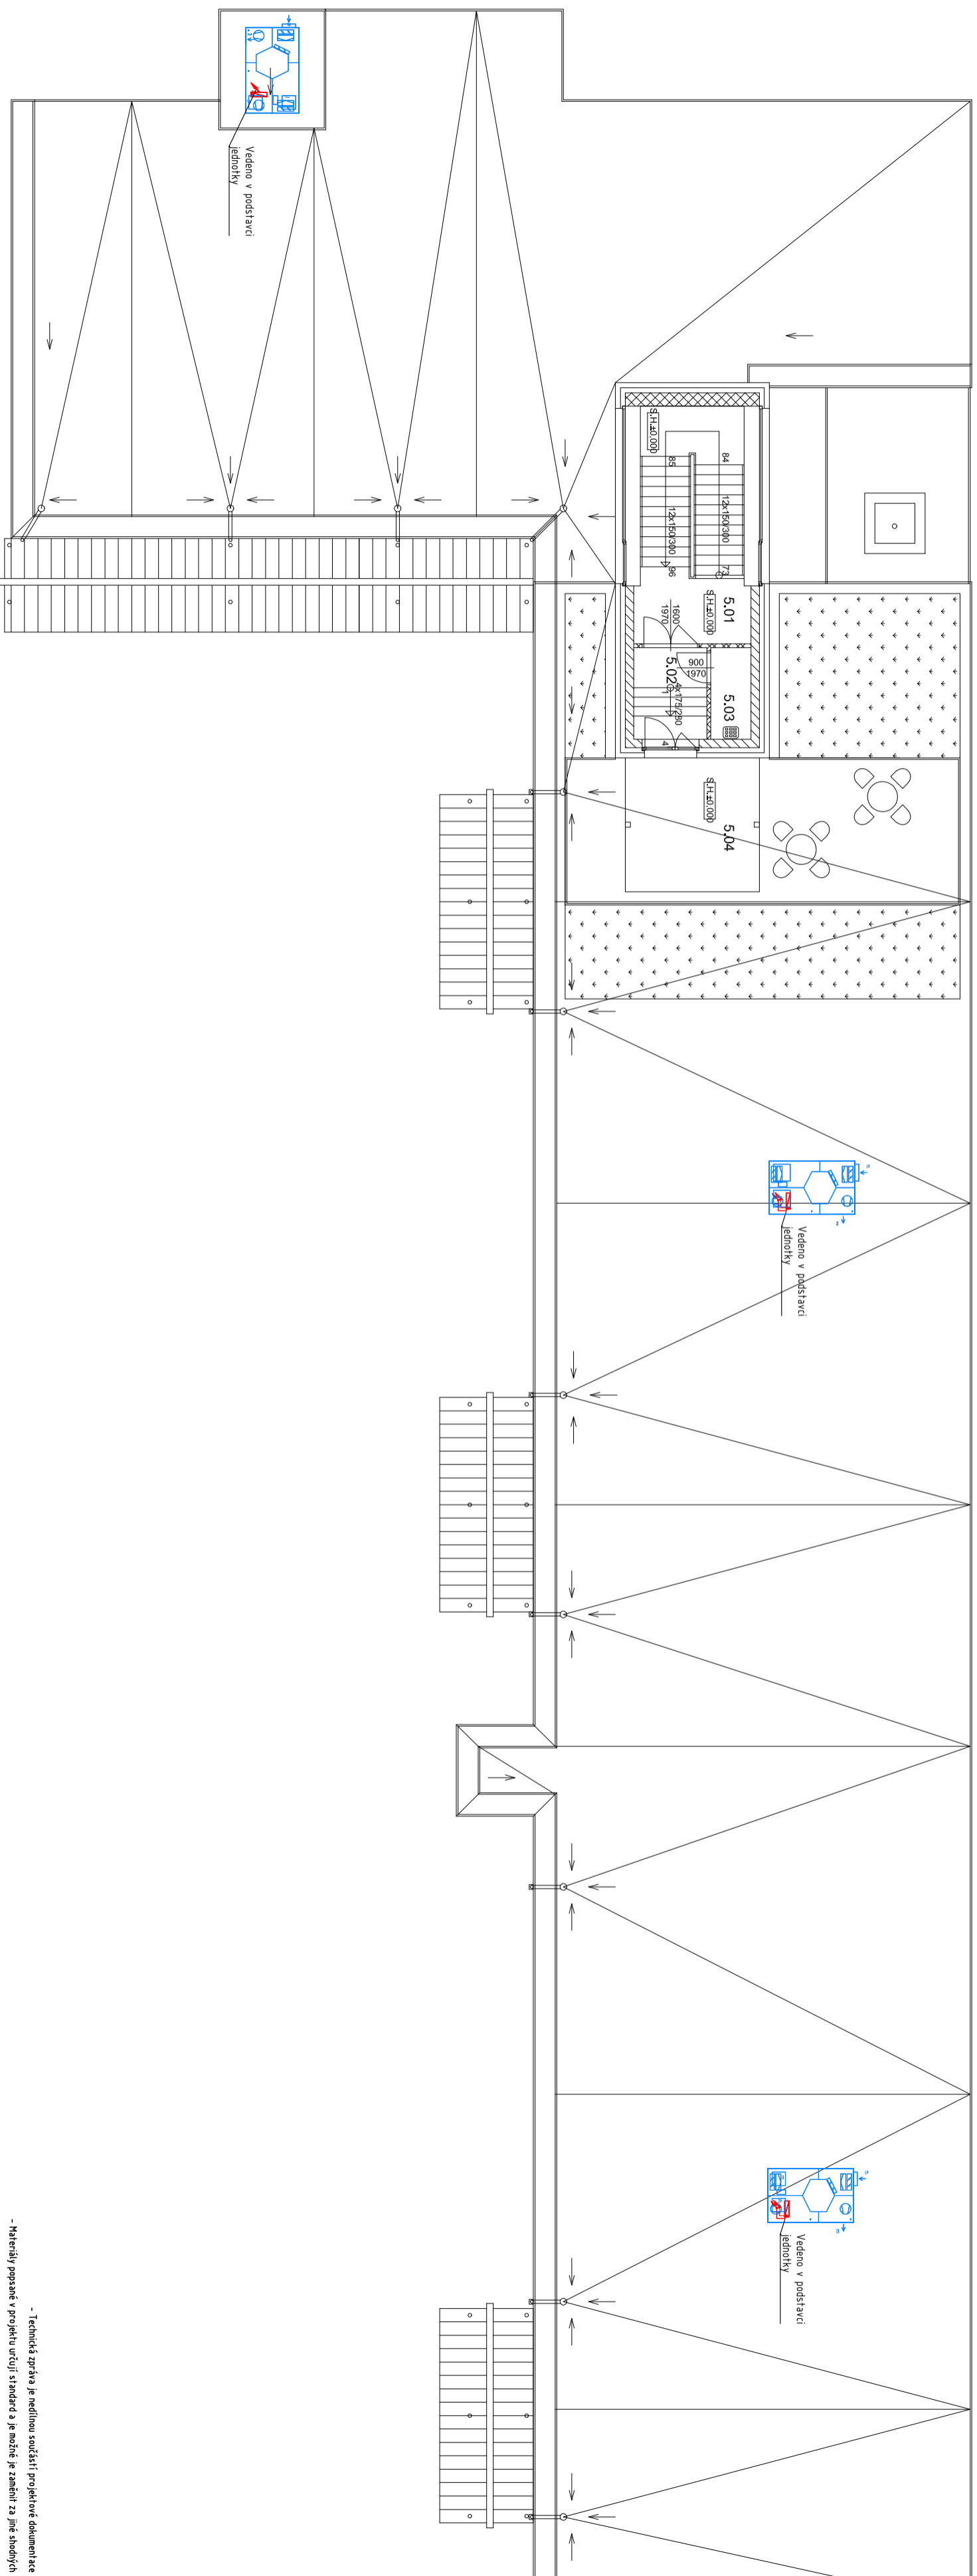 Vedeno v podstavci
jednotky
S.H.±0.000
84
12x150/300
73
85
12x150/300
96
5.01
S.H.±0.000
1600
1970
900
1970
5.02
1
4x175/280
4
5.03
5.04
S.H.±0.000
Vedeno v podstavci
jednotky
Vedeno v podstavci
jednotky
- Technická zpráva je nedílnou součástí projektové dokumentace
- Materiály popsané v projektu určují standard a je možné je zaměnit za jiné shodných